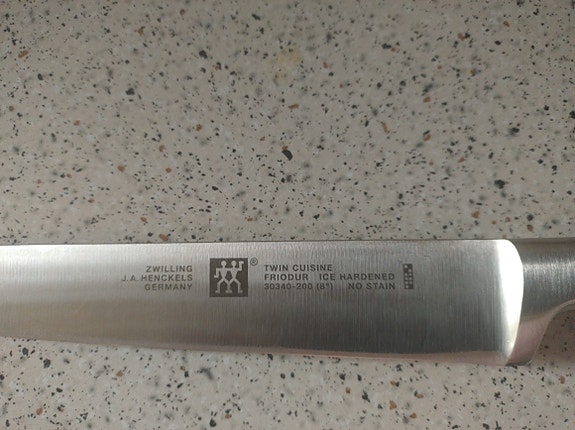 ZWILLING
J.A. HENCKELS
GERMANY
®
TWIN CUISINE
FRIODUR ICE HARDENED
30340-200 (8") NO STAIN